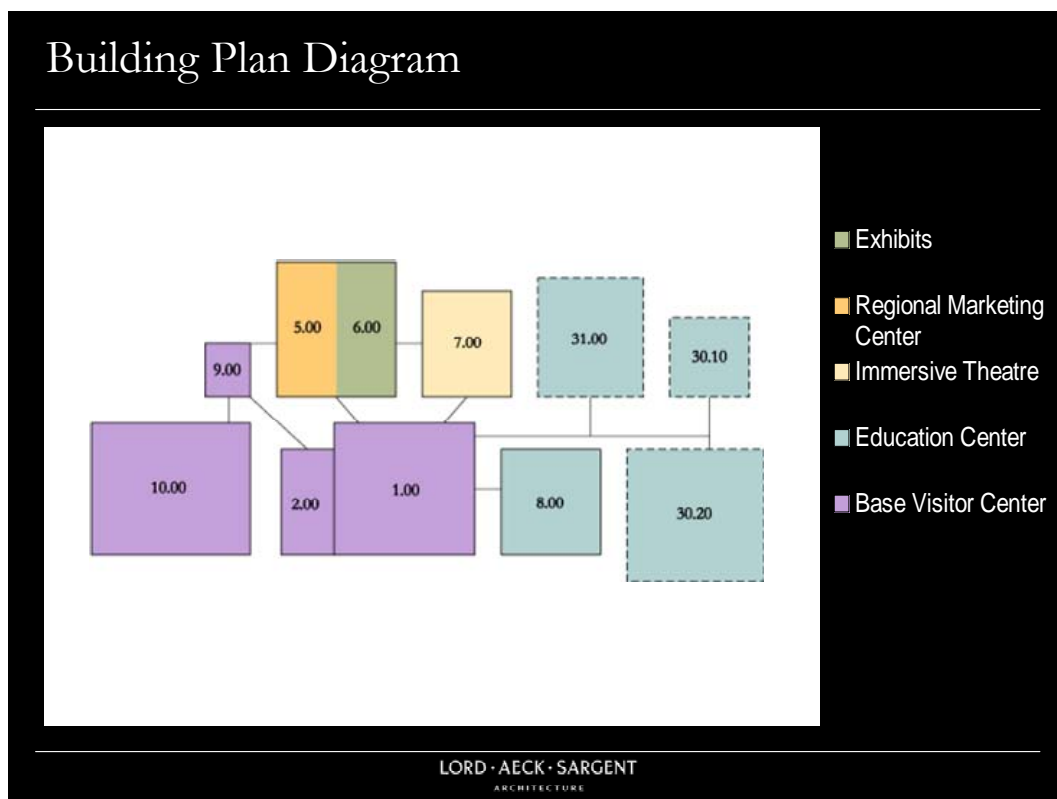 Building Plan Diagram
5.00
6.00
7.00
31.00
30.10
9.00
10.00
2.00
1.00
8.00
30.20
Exhibits
Regional Marketing
Center
Immersive Theatre
Education Center
Base Visitor Center
LORD · AECK · SARGENT
ARCHITECTURE